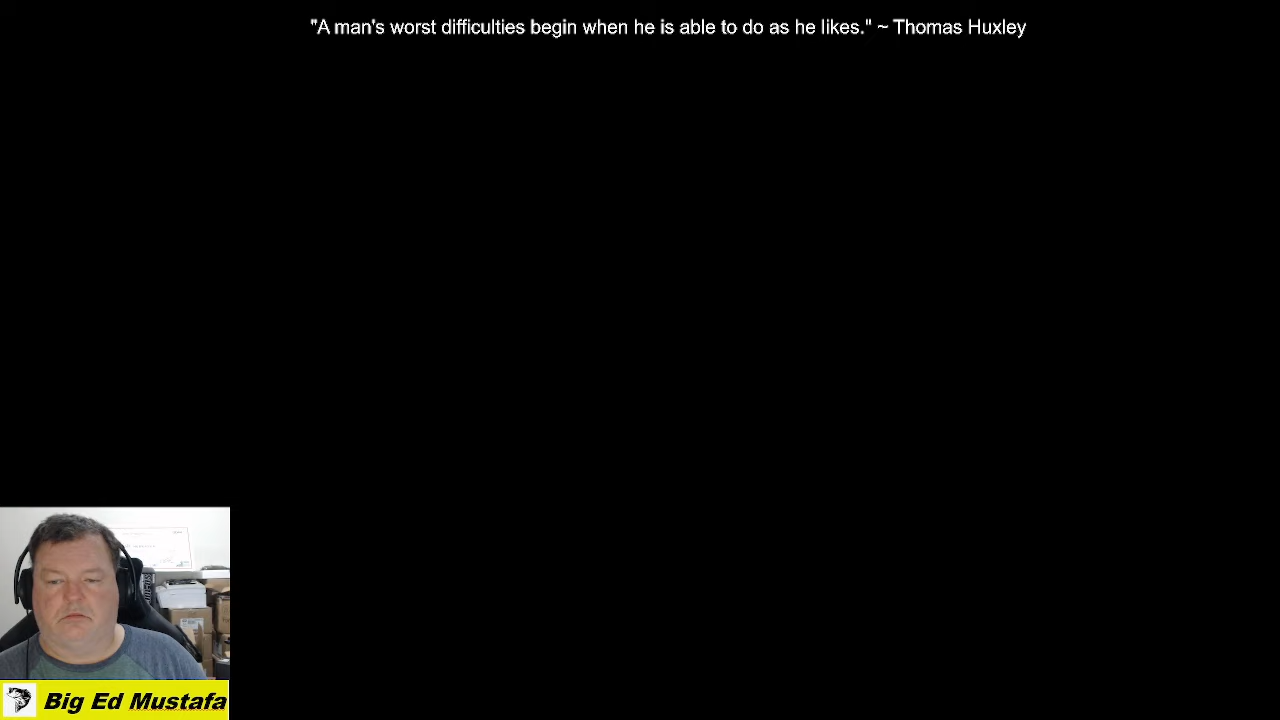 "A man's worst difficulties begin when he is able to do as he likes." ~ Thomas Huxley
Big Ed Mustafa